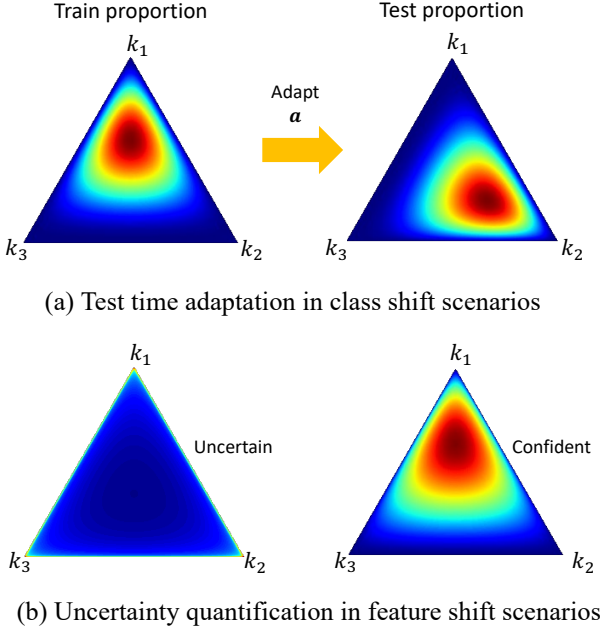 Train proportion
Test proportion
k₁
k₁
Adapt
a
k₃
k₂
k₃
k₂
(a) Test time adaptation in class shift scenarios
k₁
k₁
Uncertain
Confident
k₃
k₂
k₃
k₂
(b) Uncertainty quantification in feature shift scenarios